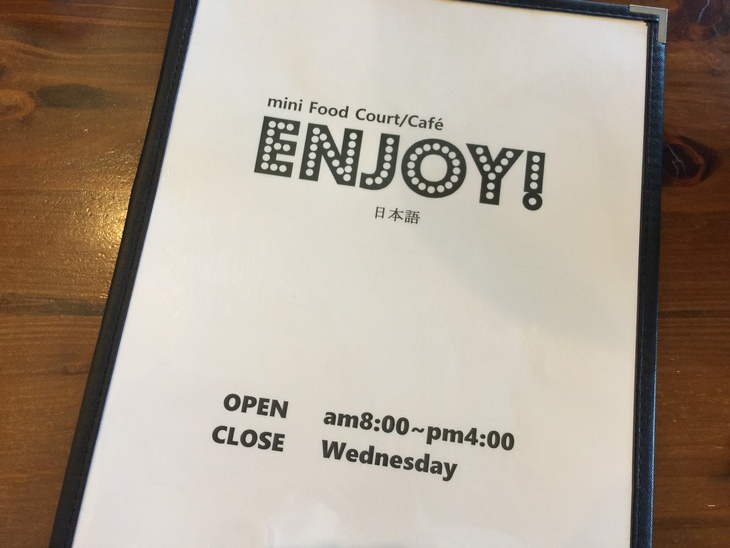 mini Food Court/Café
ENJOY!
日本語
OPEN am8:00~pm4:00
CLOSE Wednesday